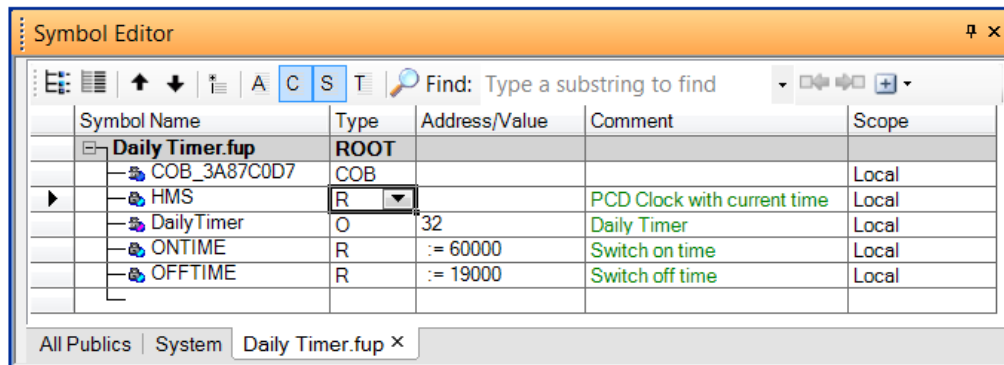 Symbol Editor
A C S T Find: Type a substring to find
Symbol Name Type Address/Value Comment Scope
Daily Timer.fup ROOT
COB_3A87C0D7 COB Local
HMS R PCD Clock with current time Local
DailyTimer O 32 Daily Timer Local
ONTIME R := 60000 Switch on time Local
OFFTIME R := 19000 Switch off time Local
All Publics System Daily Timer.fup